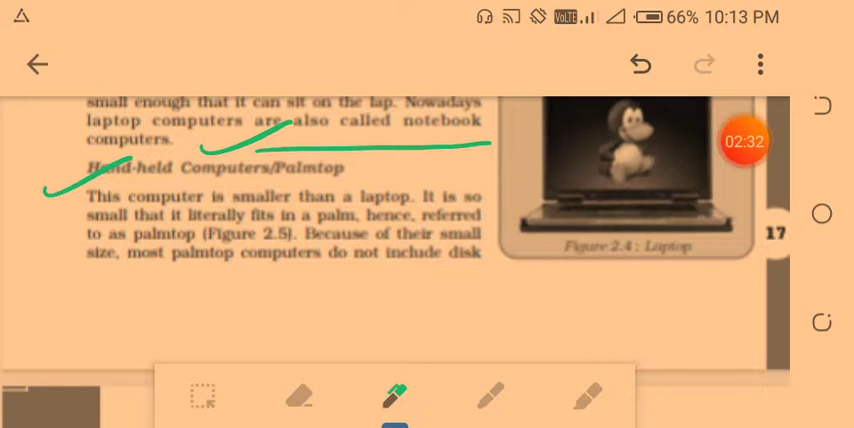 VoLTE 66% 10:13 PM
small enough that it can sit on the lap. Nowadays
laptop computers are also called notebook
computers.
02:32
Hand-held Computers/Palmtop
This computer is smaller than a laptop. It is so
small that it literally fits in a palm, hence, referred
to as palmtop (Figure 2.5). Because of their small
size, most palmtop computers do not include disk
Figure 2.4 : Laptop
17